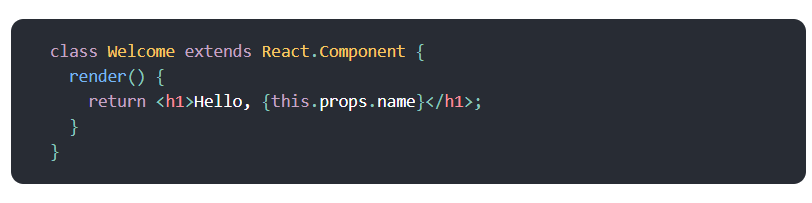 class Welcome extends React.Component {
  render() {
    return <h1>Hello, {this.props.name}</h1>;
  }
}